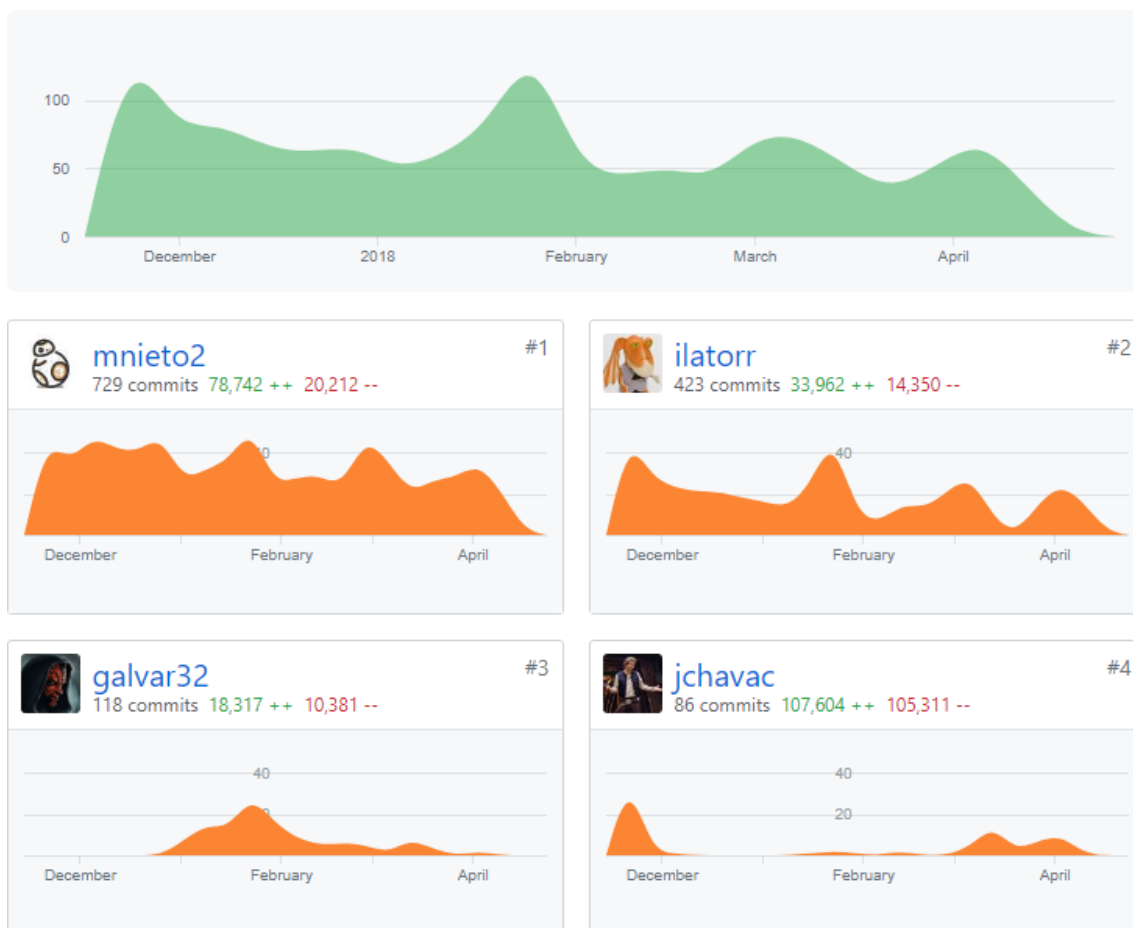 100
50
0
December 2018 February March April
mnieto2 #1
729 commits 78,742 ++ 20,212 --
December February April
ilatorr #2
423 commits 33,962 ++ 14,350 --
40
December February April
galvar32 #3
118 commits 18,317 ++ 10,381 --
40
December February April
jchavac #4
86 commits 107,604 ++ 105,311 --
40
20
December February April